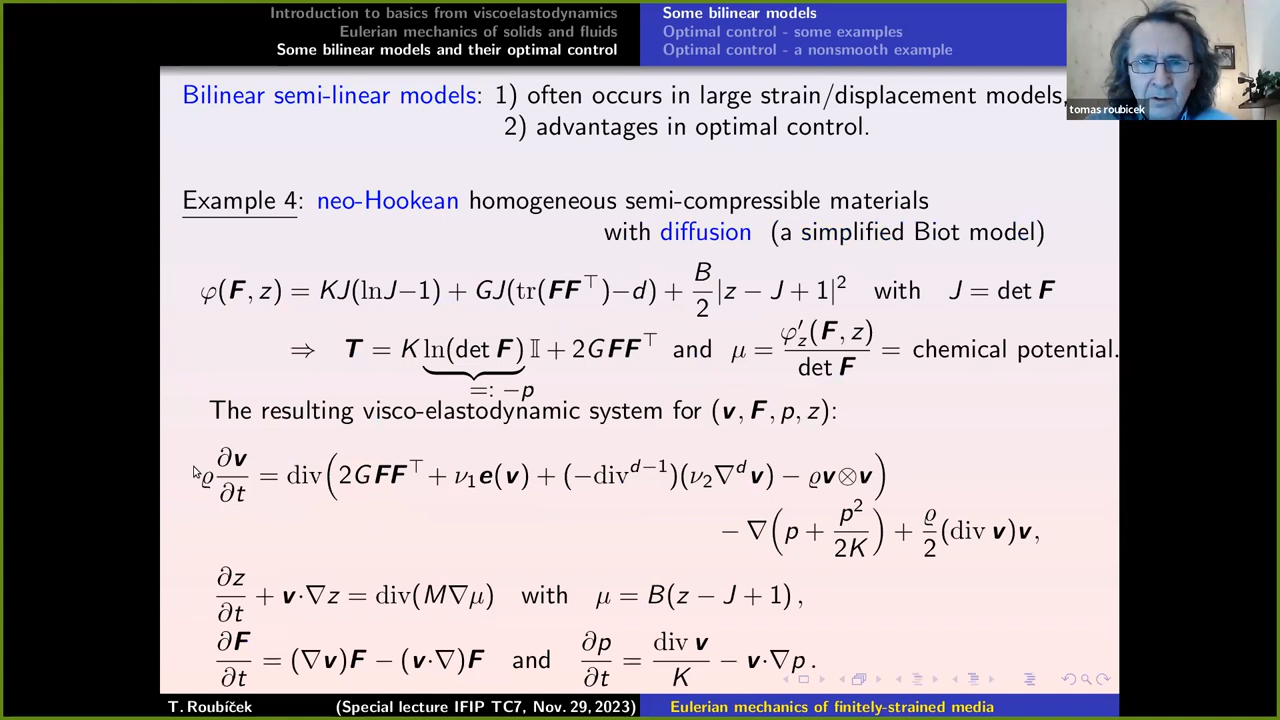 Introduction to basics from viscoelastodynamics
Eulerian mechanics of solids and fluids
Some bilinear models and their optimal control
Some bilinear models
Optimal control - some examples
Optimal control - a nonsmooth example
tomas roubicek
Bilinear semi-linear models: 1) often occurs in large strain/displacement models,
2) advantages in optimal control.
Example 4: neo-Hookean homogeneous semi-compressible materials
with diffusion (a simplified Biot model)
φ(F, z) = KJ(lnJ−1) + GJ(tr(FF⊤)−d) + B/2 |z − J + 1|² with J = det F
⇒ T = K ln(det F) 𝕀 + 2GFF⊤ and μ = φ′z(F, z)/det F = chemical potential.
=: −p
The resulting visco-elastodynamic system for (v, F, p, z):
ϱ ∂v/∂t = div(2GFF⊤ + ν₁e(v) + (−div^{d−1})(ν₂∇^d v) − ϱv⊗v)
− ∇(p + p²/2K) + ϱ/2 (div v)v,
∂z/∂t + v·∇z = div(M∇μ) with μ = B(z − J + 1),
∂F/∂t = (∇v)F − (v·∇)F and ∂p/∂t = div v/K − v·∇p.
T. Roubíček (Special lecture IFIP TC7, Nov. 29, 2023) Eulerian mechanics of finitely-strained media